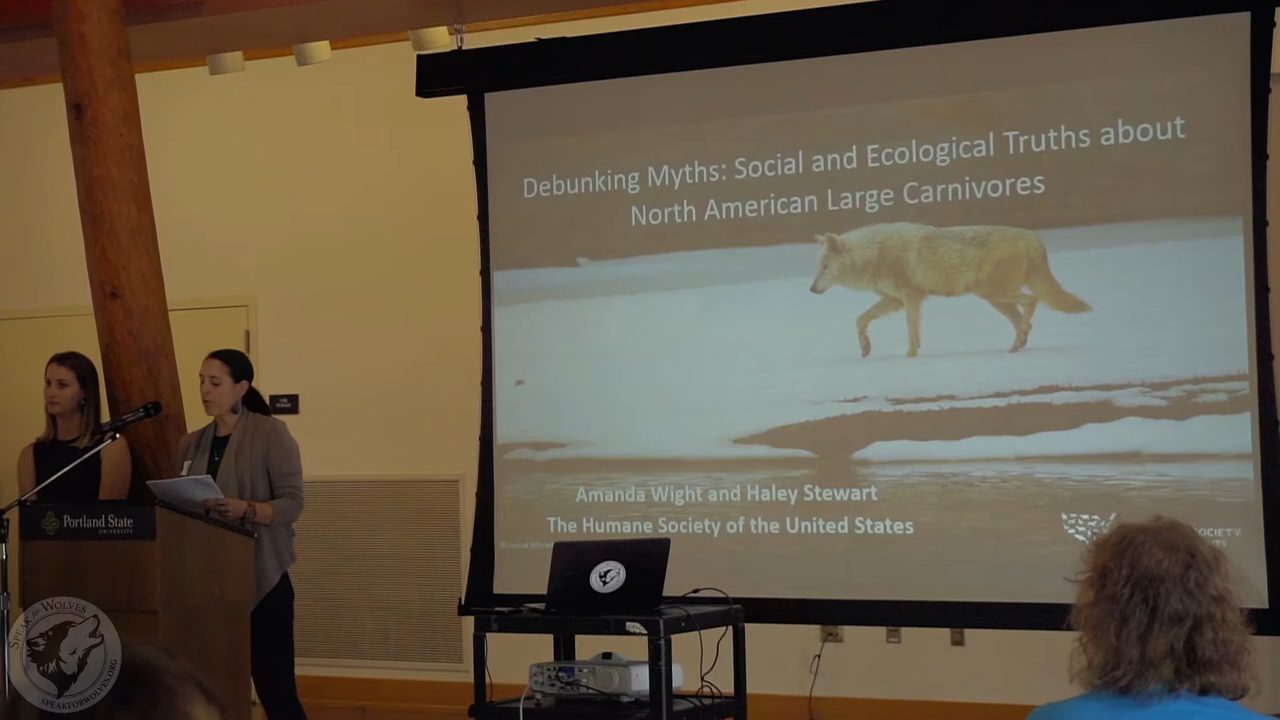 Debunking Myths: Social and Ecological Truths about
North American Large Carnivores
Amanda Wight and Haley Stewart
The Humane Society of the United States
Portland State
UNIVERSITY
SPEAK for WOLVES
SPEAKFORWOLVES.ORG